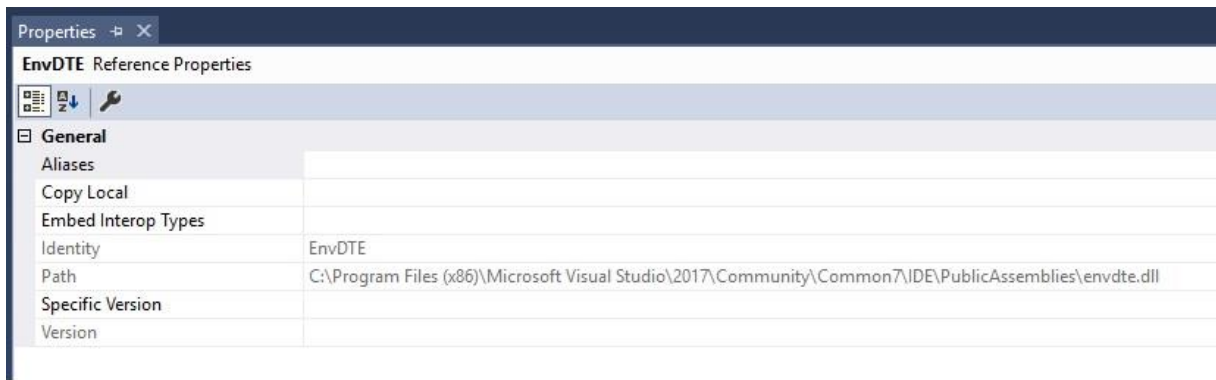 Properties
EnvDTE Reference Properties
General
Aliases
Copy Local
Embed Interop Types
Identity EnvDTE
Path C:\Program Files (x86)\Microsoft Visual Studio\2017\Community\Common7\IDE\PublicAssemblies\envdte.dll
Specific Version
Version